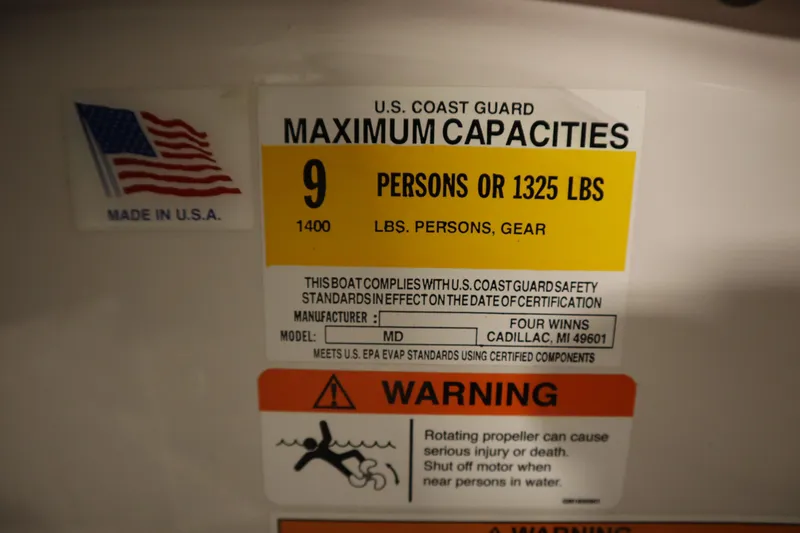 MADE IN U.S.A.
U.S. COAST GUARD
MAXIMUM CAPACITIES
9 PERSONS OR 1325 LBS
1400 LBS. PERSONS, GEAR
THIS BOAT COMPLIES WITH U.S. COAST GUARD SAFETY
STANDARDS IN EFFECT ON THE DATE OF CERTIFICATION
MANUFACTURER :
FOUR WINNS
MODEL: MD CADILLAC, MI 49601
MEETS U.S. EPA EVAP STANDARDS USING CERTIFIED COMPONENTS
WARNING
Rotating propeller can cause
serious injury or death.
Shut off motor when
near persons in water.
WARNING